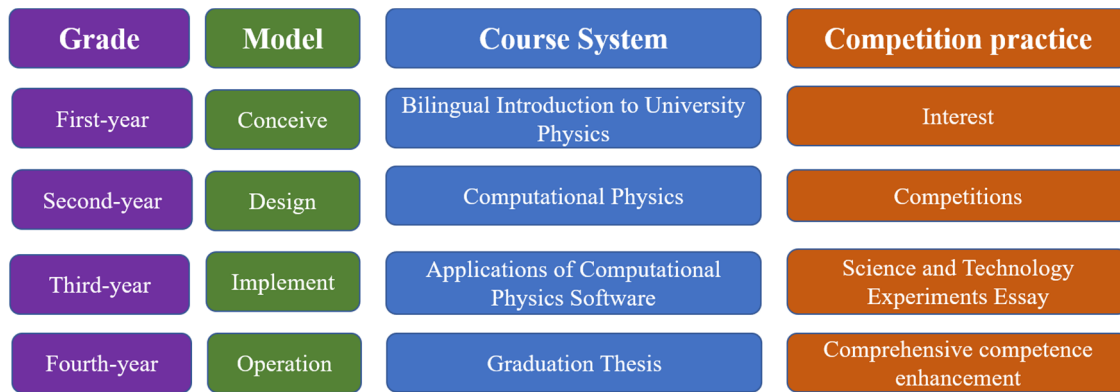 Grade
Model
Course System
Competition practice
First-year
Conceive
Bilingual Introduction to University
Physics
Interest
Second-year
Design
Computational Physics
Competitions
Third-year
Implement
Applications of Computational
Physics Software
Science and Technology
Experiments Essay
Fourth-year
Operation
Graduation Thesis
Comprehensive competence
enhancement